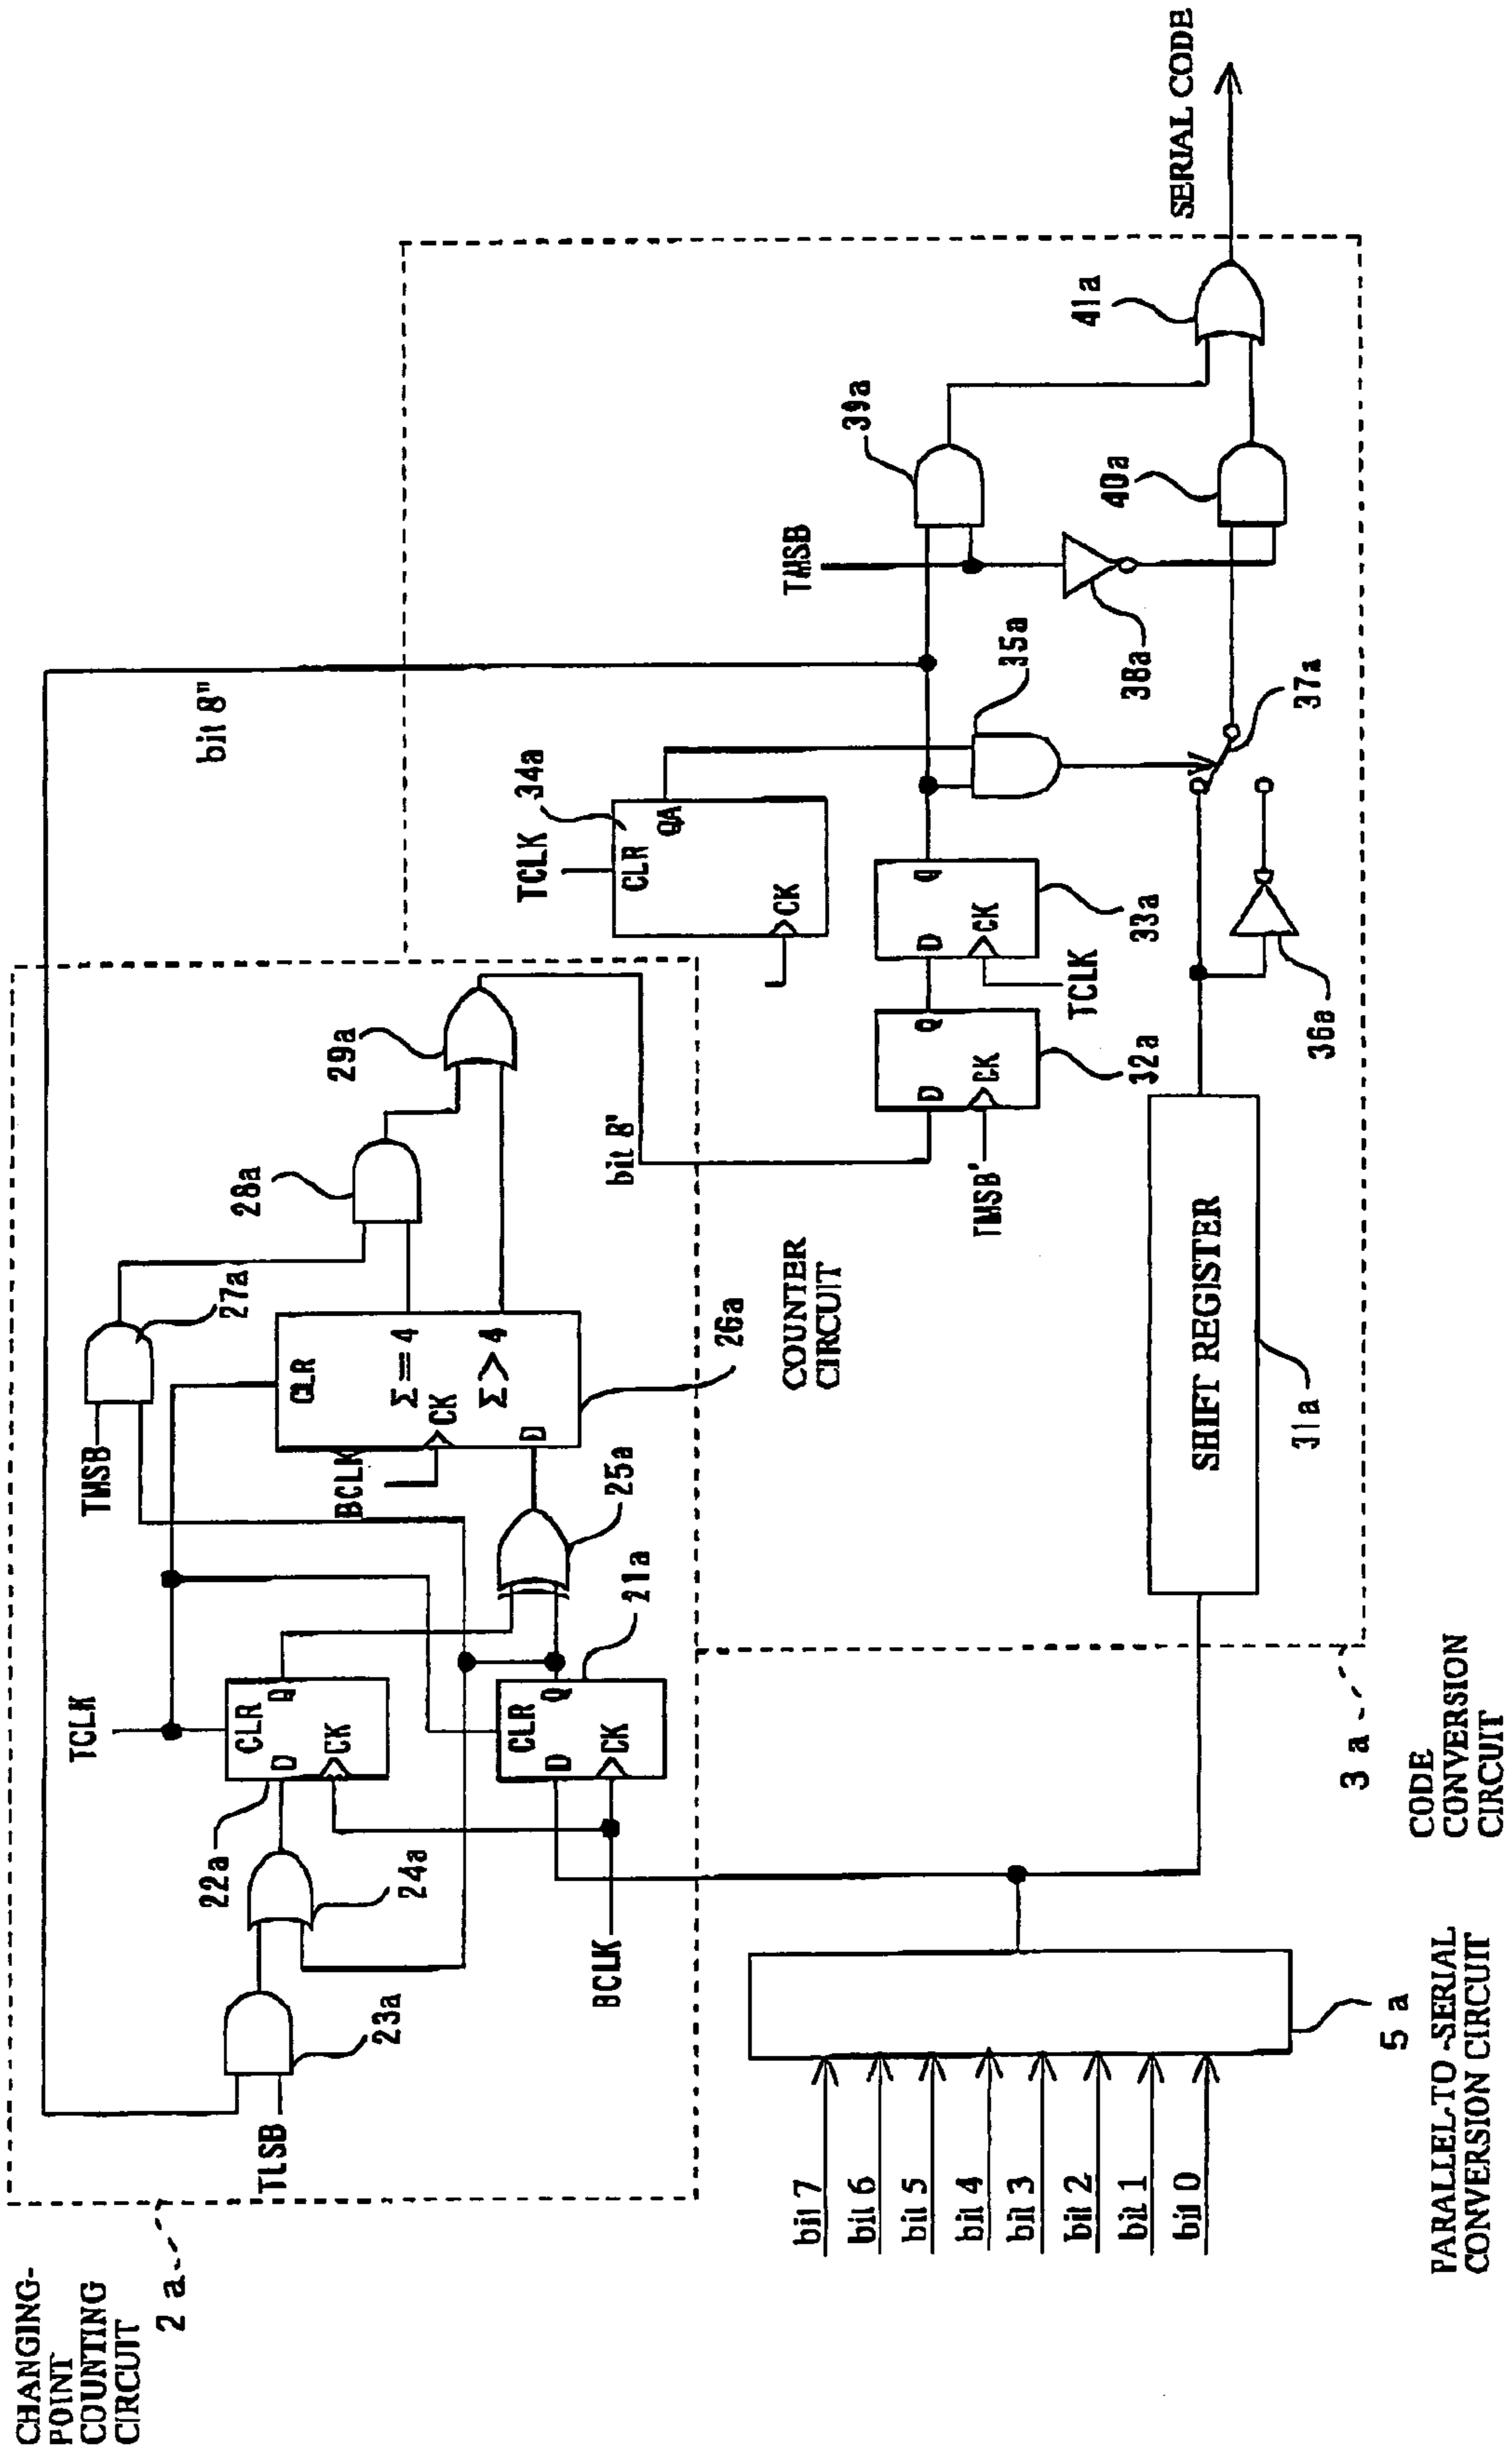 CHANGING-
POINT
COUNTING
CIRCUIT
2 a
TLSB
23a
24a
22a
TCLK
CLR
D
Q
CK
BCLK
CLR
D
Q
CK
21a
25a
TMSB
27a
BCLK
CLR
Σ=4
CK
Σ>4
D
26a
28a
29a
bit 8'
bit 8"
COUNTER
CIRCUIT
TCLK
34a
CLR
QA
CK
TMSB'
D
Q
CK
32a
D
Q
CK
TCLK
33a
35a
TMSB
39a
38a
37a
36a
40a
41a
SERIAL CODE
SHIFT REGISTER
31a
3 a
CODE
CONVERSION
CIRCUIT
bit 7
bit 6
bit 5
bit 4
bit 3
bit 2
bit 1
bit 0
5 a
PARALLEL-TO-SERIAL
CONVERSION CIRCUIT